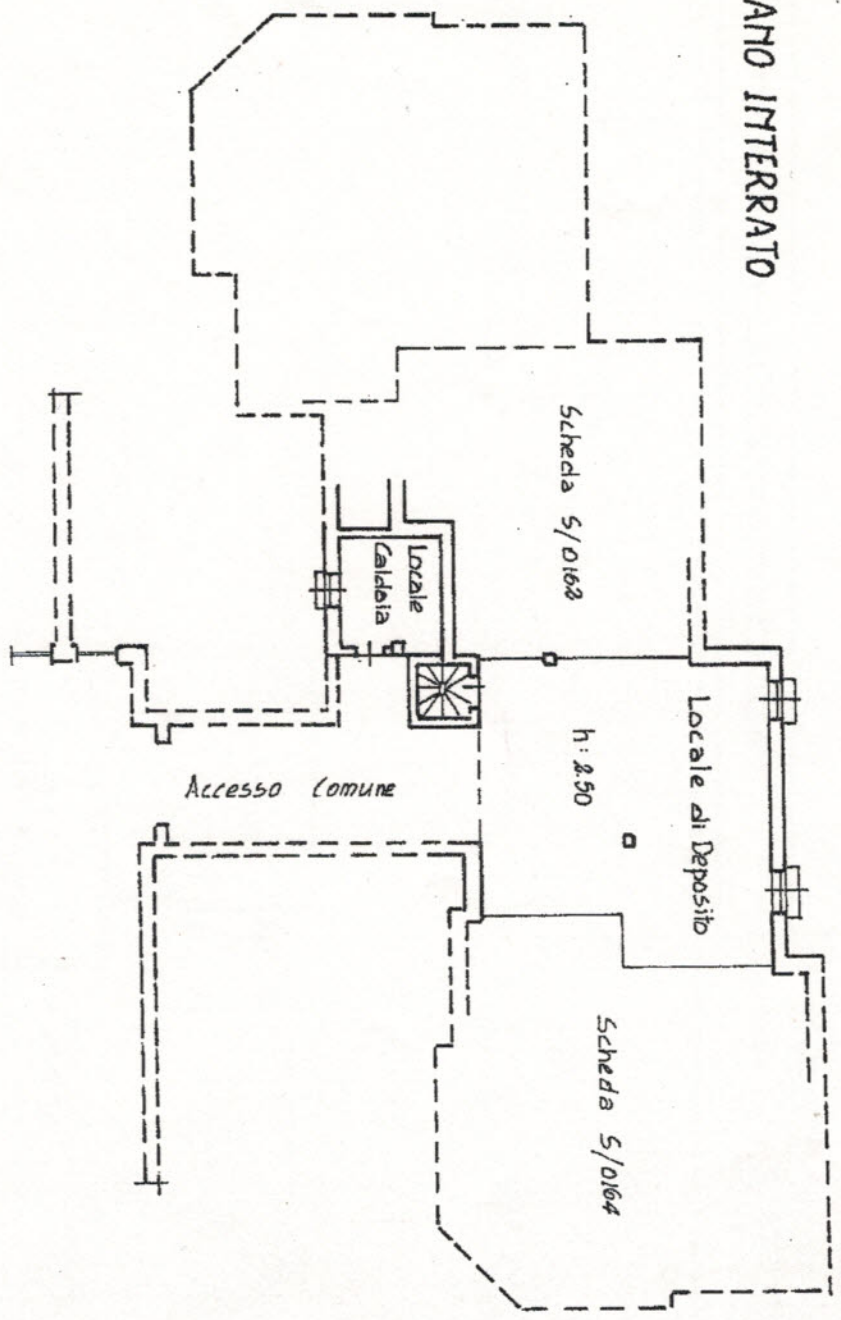 ANO INTERRATO
Scheda S/0162
Locale
Caldaia
Locale di Deposito
h: 2.50
Accesso Comune
Scheda S/0164